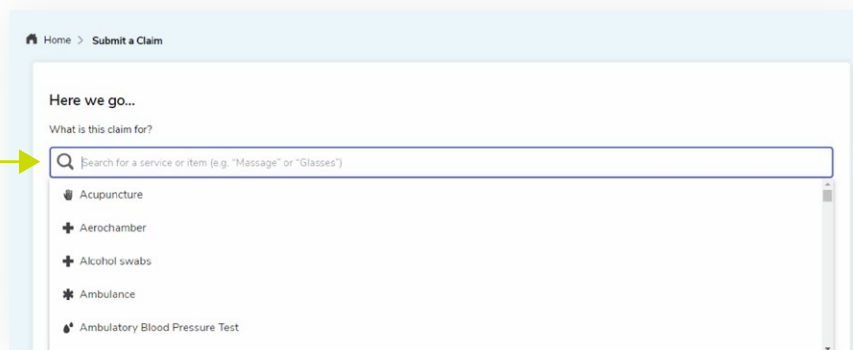 Home > Submit a Claim
Here we go...
What is this claim for?
Search for a service or item (e.g. "Massage" or "Glasses")
Acupuncture
Aerochamber
Alcohol swabs
Ambulance
Ambulatory Blood Pressure Test